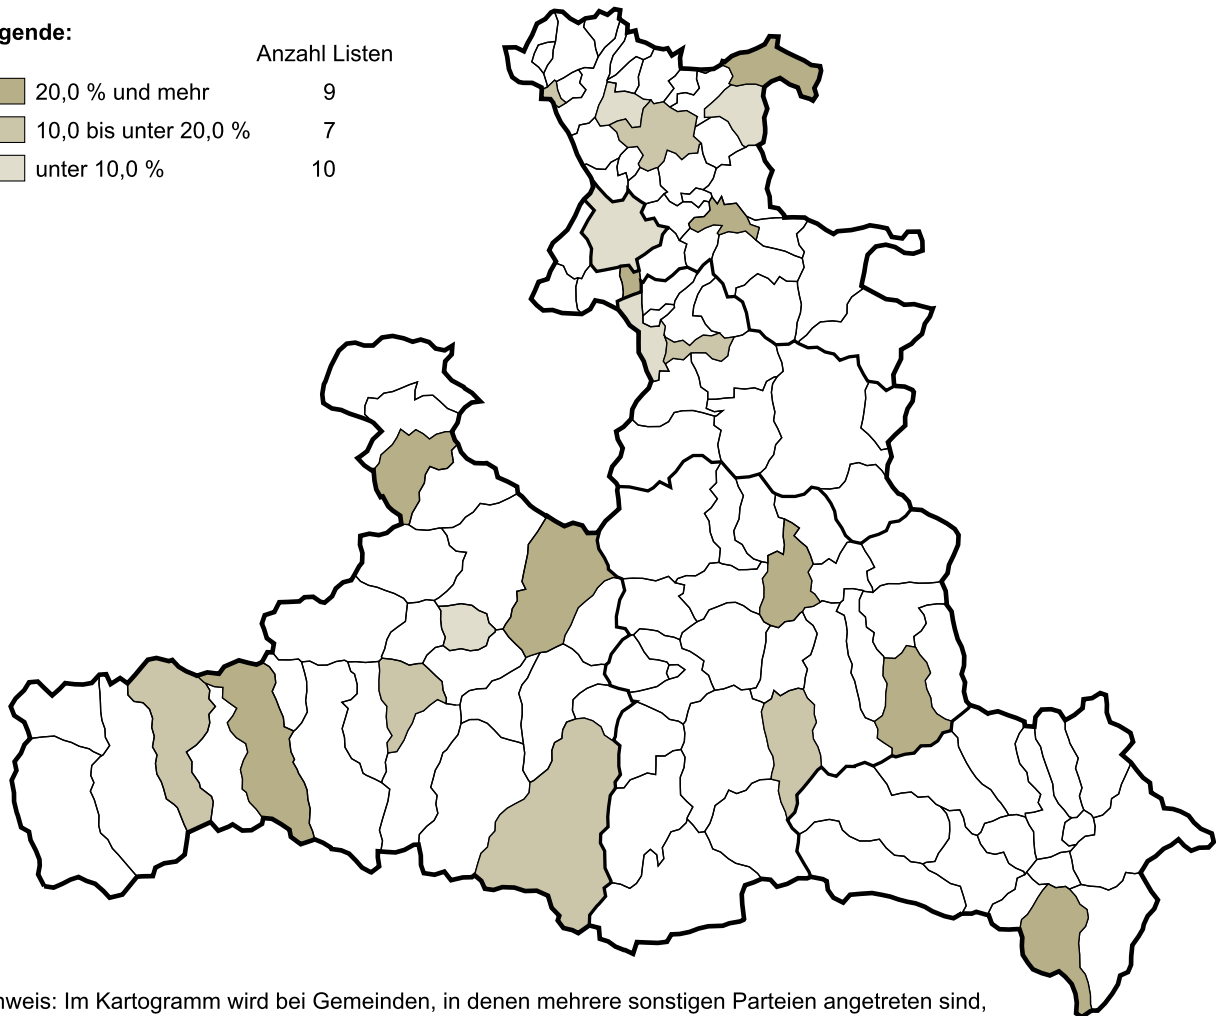 gende:
Anzahl Listen
20,0 % und mehr 9
10,0 bis unter 20,0 % 7
unter 10,0 % 10
nweis: Im Kartogramm wird bei Gemeinden, in denen mehrere sonstigen Parteien angetreten sind,